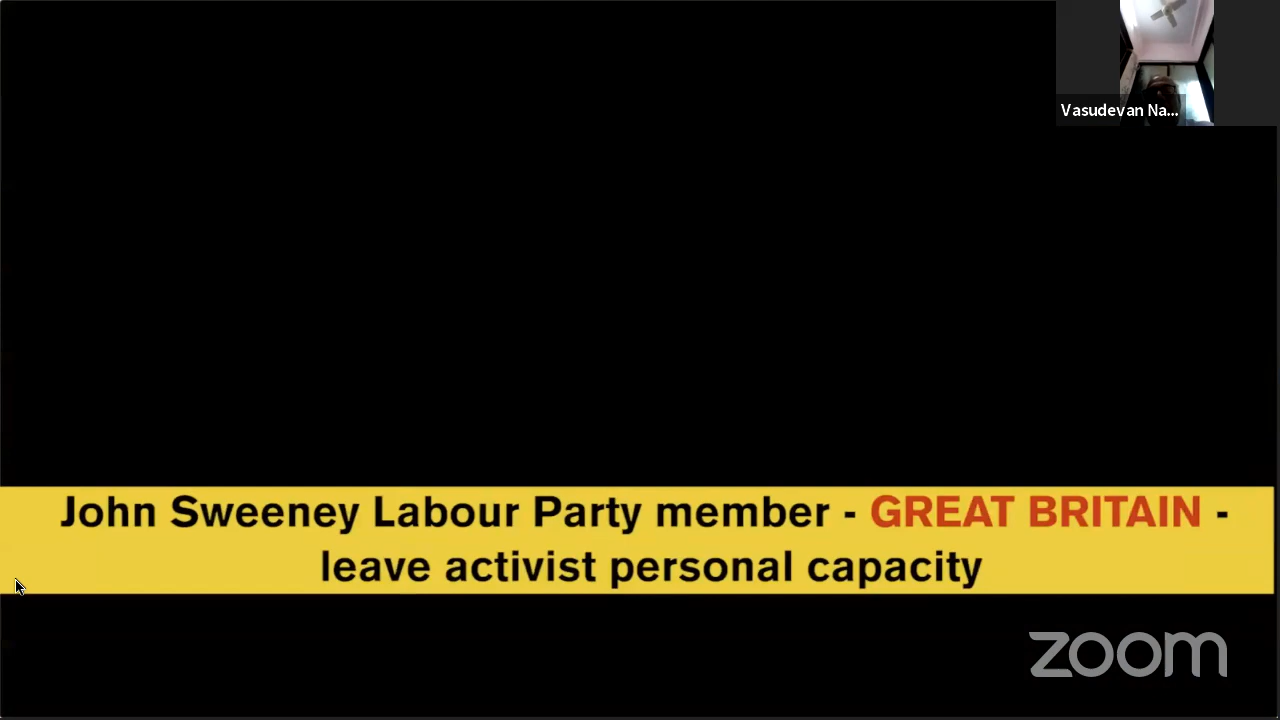 Vasudevan Na...
John Sweeney Labour Party member - GREAT BRITAIN -
leave activist personal capacity
zoom